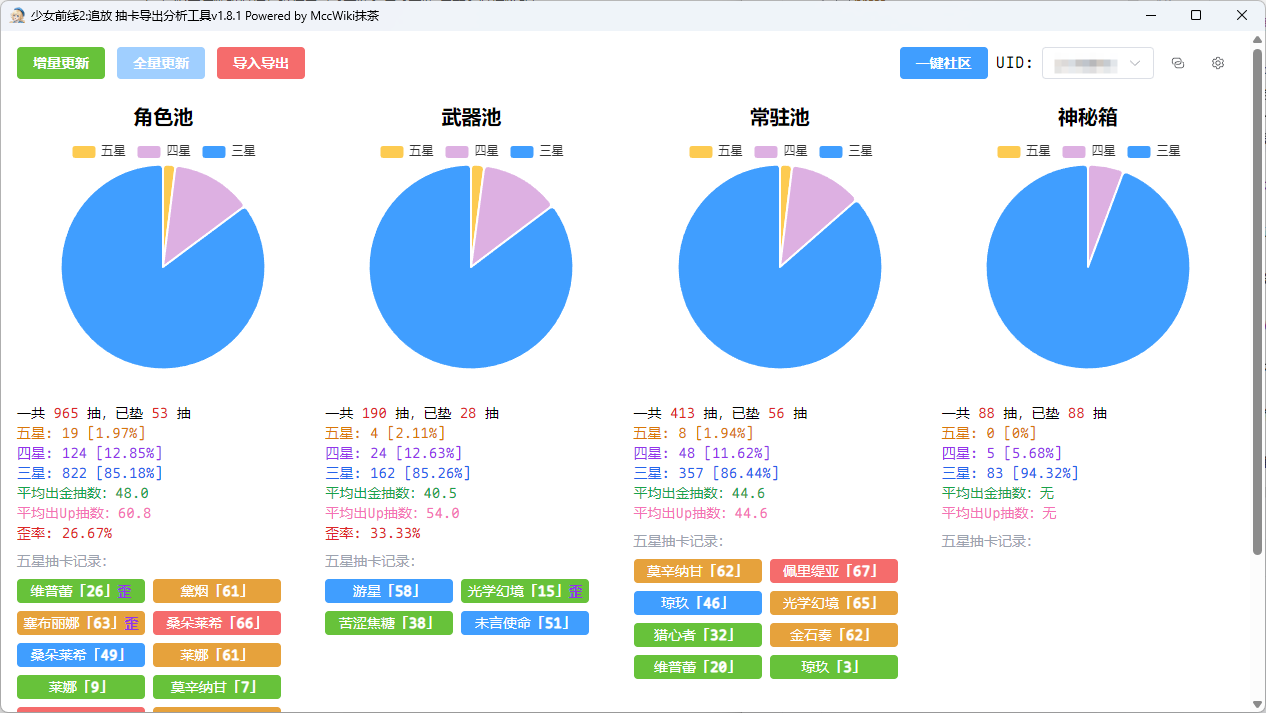 少女前线2:追放 抽卡导出分析工具v1.8.1 Powered by MccWiki抹茶
增量更新 全量更新 导入导出 一键社区 UID:
角色池
五星 四星 三星
一共 965 抽, 已垫 53 抽
五星: 19 [1.97%]
四星: 124 [12.85%]
三星: 822 [85.18%]
平均出金抽数: 48.0
平均出Up抽数: 60.8
歪率: 26.67%
五星抽卡记录:
维普蕾「26」歪 黛烟「61」
塞布丽娜「63」歪 桑朵莱希「66」
桑朵莱希「49」 莱娜「61」
莱娜「9」 莫辛纳甘「7」
武器池
五星 四星 三星
一共 190 抽, 已垫 28 抽
五星: 4 [2.11%]
四星: 24 [12.63%]
三星: 162 [85.26%]
平均出金抽数: 40.5
平均出Up抽数: 54.0
歪率: 33.33%
五星抽卡记录:
游星「58」 光学幻境「15」歪
苦涩焦糖「38」 未言使命「51」
常驻池
五星 四星 三星
一共 413 抽, 已垫 56 抽
五星: 8 [1.94%]
四星: 48 [11.62%]
三星: 357 [86.44%]
平均出金抽数: 44.6
平均出Up抽数: 44.6
五星抽卡记录:
莫辛纳甘「62」 佩里缇亚「67」
琼玖「46」 光学幻境「65」
猎心者「32」 金石奏「62」
维普蕾「20」 琼玖「3」
神秘箱
五星 四星 三星
一共 88 抽, 已垫 88 抽
五星: 0 [0%]
四星: 5 [5.68%]
三星: 83 [94.32%]
平均出金抽数: 无
平均出Up抽数: 无
五星抽卡记录: